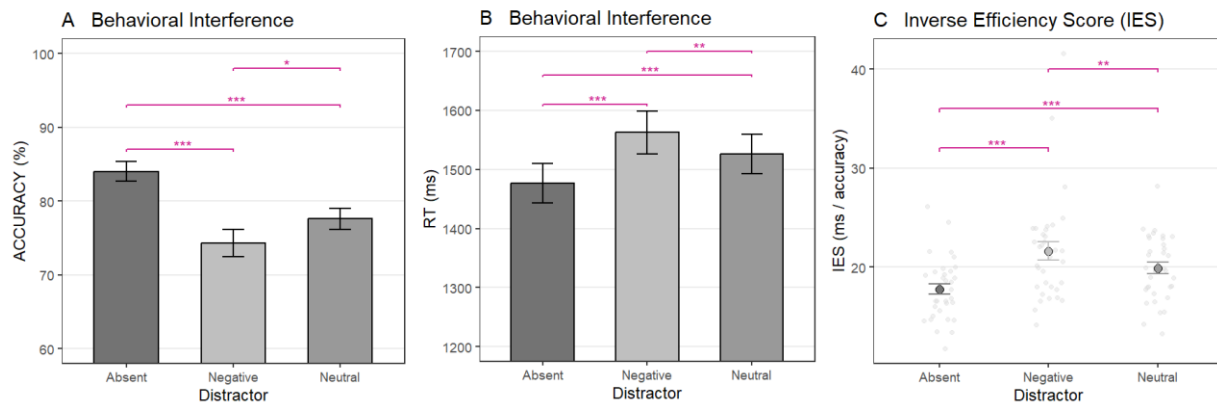 A Behavioral Interference
ACCURACY (%)
100
90
80
70
60
*
***
***
Absent Negative Neutral
Distractor
B Behavioral Interference
RT (ms)
1700
1600
1500
1400
1300
1200
**
***
***
Absent Negative Neutral
Distractor
C Inverse Efficiency Score (IES)
IES (ms / accuracy)
40
30
20
**
***
***
Absent Negative Neutral
Distractor